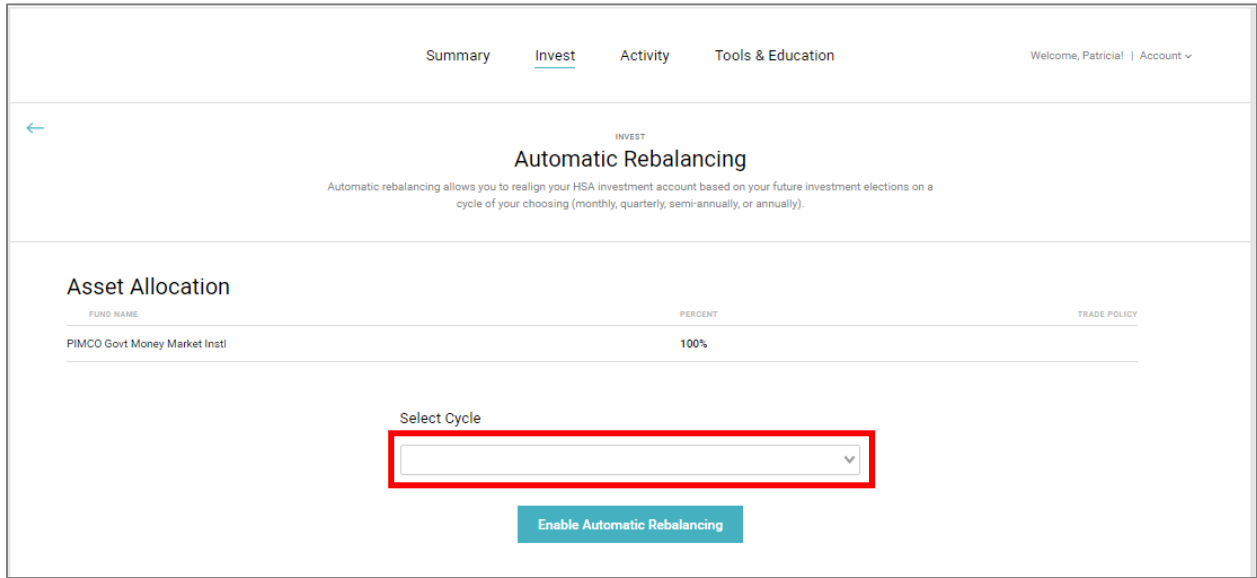 Summary Invest Activity Tools & Education Welcome, Patricia! | Account
INVEST
Automatic Rebalancing
Automatic rebalancing allows you to realign your HSA investment account based on your future investment elections on a
cycle of your choosing (monthly, quarterly, semi-annually, or annually).
Asset Allocation
FUND NAME PERCENT TRADE POLICY
PIMCO Govt Money Market Instl 100%
Select Cycle
Enable Automatic Rebalancing